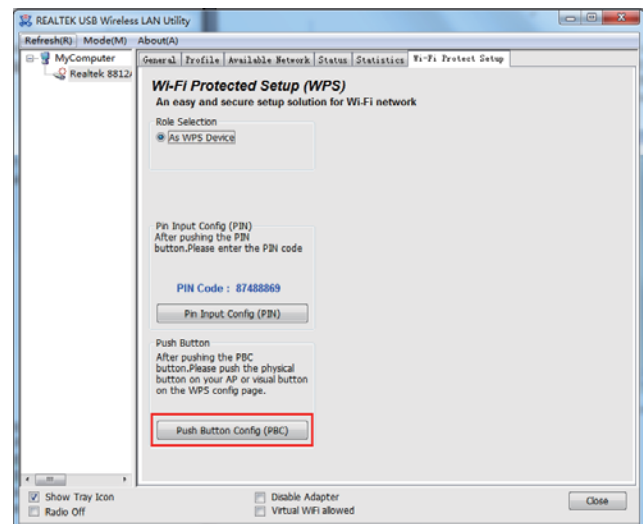 REALTEK USB Wireless LAN Utility
Refresh(R) Mode(M) About(A)
MyComputer
Realtek 8812
General Profile Available Network Status Statistics Wi-Fi Protect Setup
Wi-Fi Protected Setup (WPS)
An easy and secure setup solution for Wi-Fi network
Role Selection
As WPS Device
Pin Input Config (PIN)
After pushing the PIN
button.Please enter the PIN code
PIN Code : 87488869
Pin Input Config (PIN)
Push Button
After pushing the PBC
button.Please push the physical
button on your AP or visual button
on the WPS config page.
Push Button Config (PBC)
Show Tray Icon
Radio Off
Disable Adapter
Virtual WiFi allowed
Close